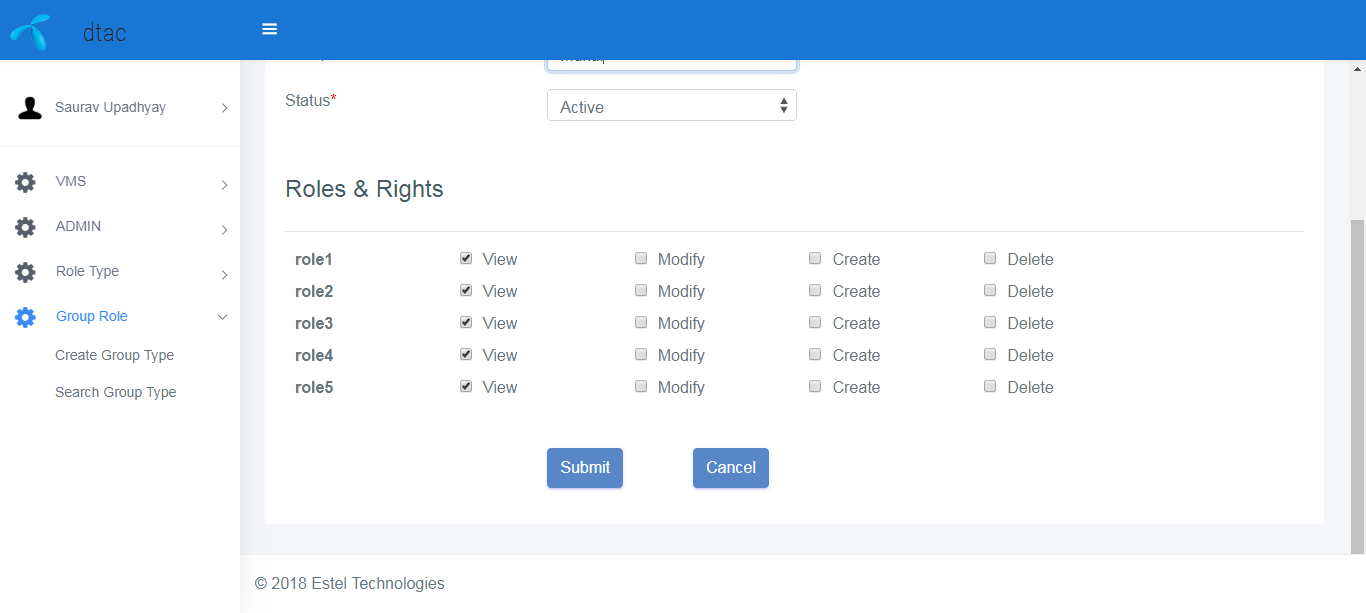 dtac
Saurav Upadhyay
VMS
ADMIN
Role Type
Group Role
Create Group Type
Search Group Type
Status*
Active
Roles & Rights
role1 View Modify Create Delete
role2 View Modify Create Delete
role3 View Modify Create Delete
role4 View Modify Create Delete
role5 View Modify Create Delete
Submit Cancel
© 2018 Estel Technologies